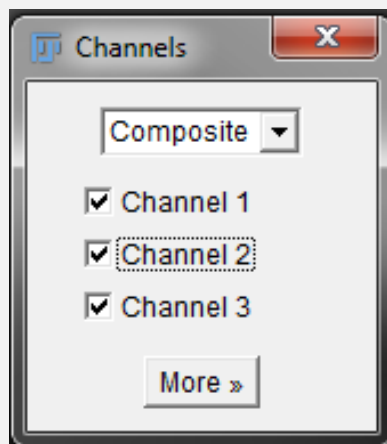 Channels
Composite
Channel 1
Channel 2
Channel 3
More »